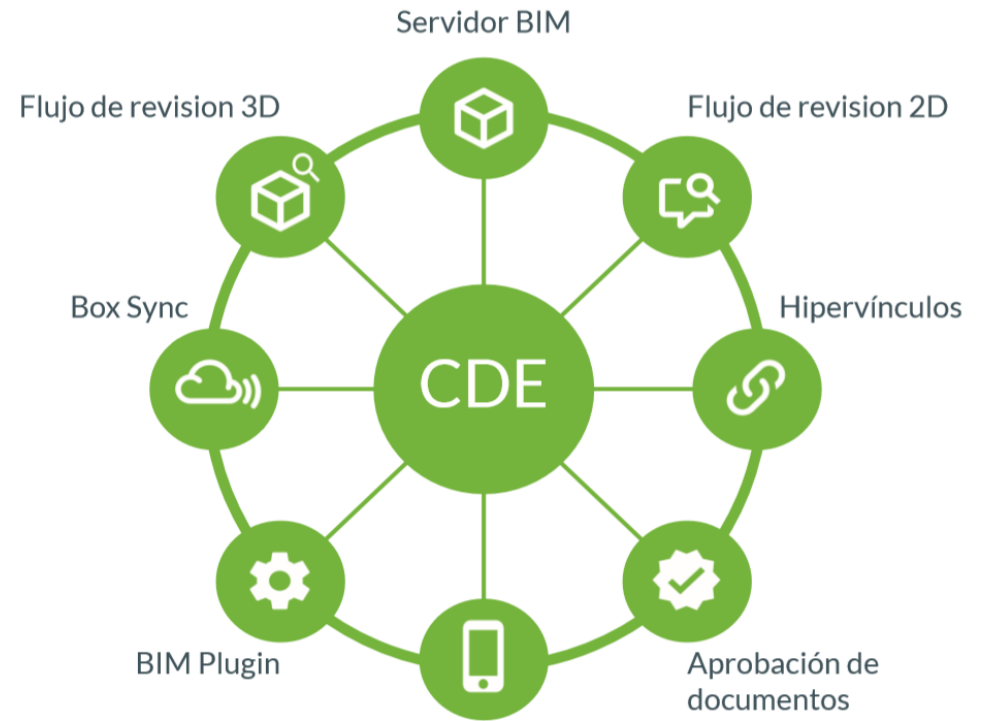 Servidor BIM
Flujo de revision 3D
Flujo de revision 2D
Box Sync
Hipervínculos
CDE
BIM Plugin
Aprobación de
documentos